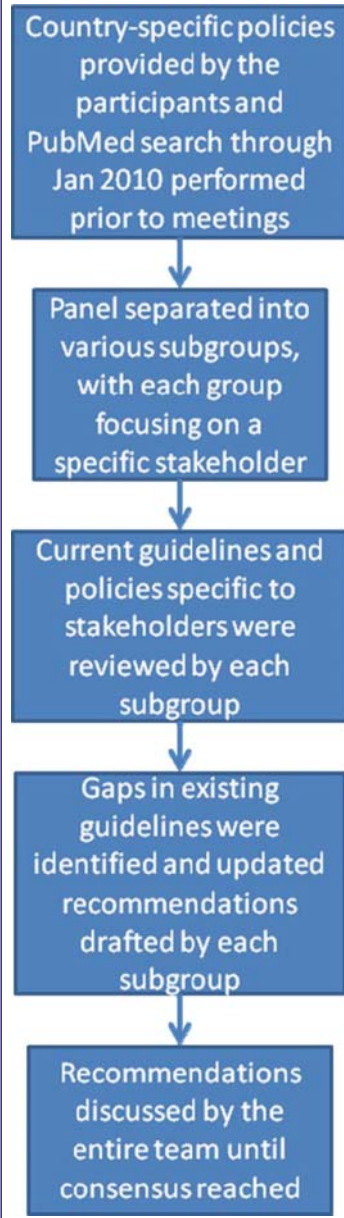 Country-specific policies
provided by the
participants and
PubMed search through
Jan 2010 performed
prior to meetings
Panel separated into
various subgroups,
with each group
focusing on a
specific stakeholder
Current guidelines and
policies specific to
stakeholders were
reviewed by each
subgroup
Gaps in existing
guidelines were
identified and updated
recommendations
drafted by each
subgroup
Recommendations
discussed by the
entire team until
consensus reached